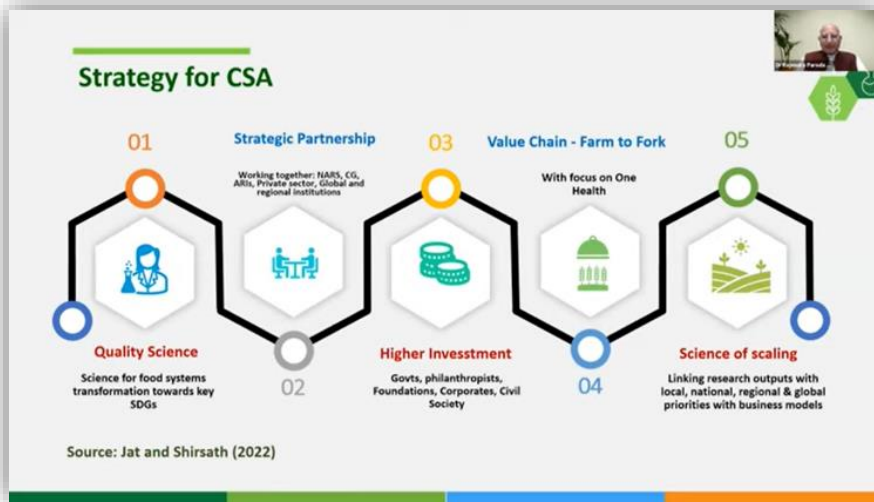 Strategy for CSA
01
Quality Science
Science for food systems
transformation towards key
SDGs
Strategic Partnership
Working together: NARS, CG,
ARIs, Private sector, Global and
regional institutions
02
03
Higher Invesstment
Govts, philanthropists,
Foundations, Corporates, Civil
Society
Value Chain - Farm to Fork
With focus on One
Health
04
05
Science of scaling
Linking research outputs with
local, national, regional & global
priorities with business models
Source: Jat and Shirsath (2022)